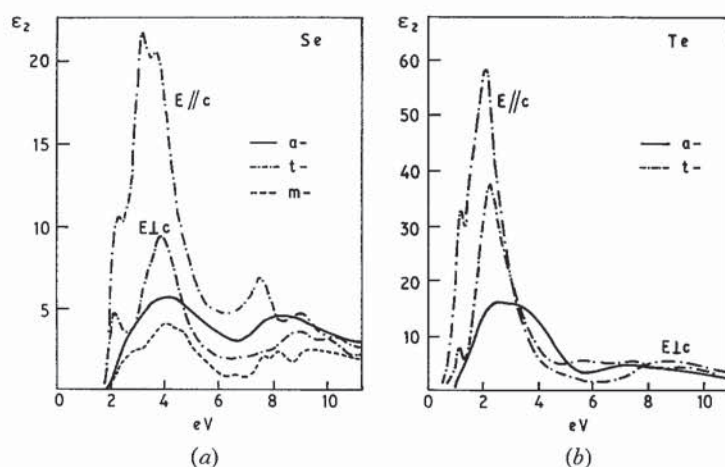 ε₂
Se
20
15
10
5
E//c
a-
t-
m-
E⊥c
0 2 4 6 8 10
eV
(a)
ε₂
Te
60
50
40
30
20
10
E//c
a-
t-
E⊥c
0 2 4 6 8 10
eV
(b)